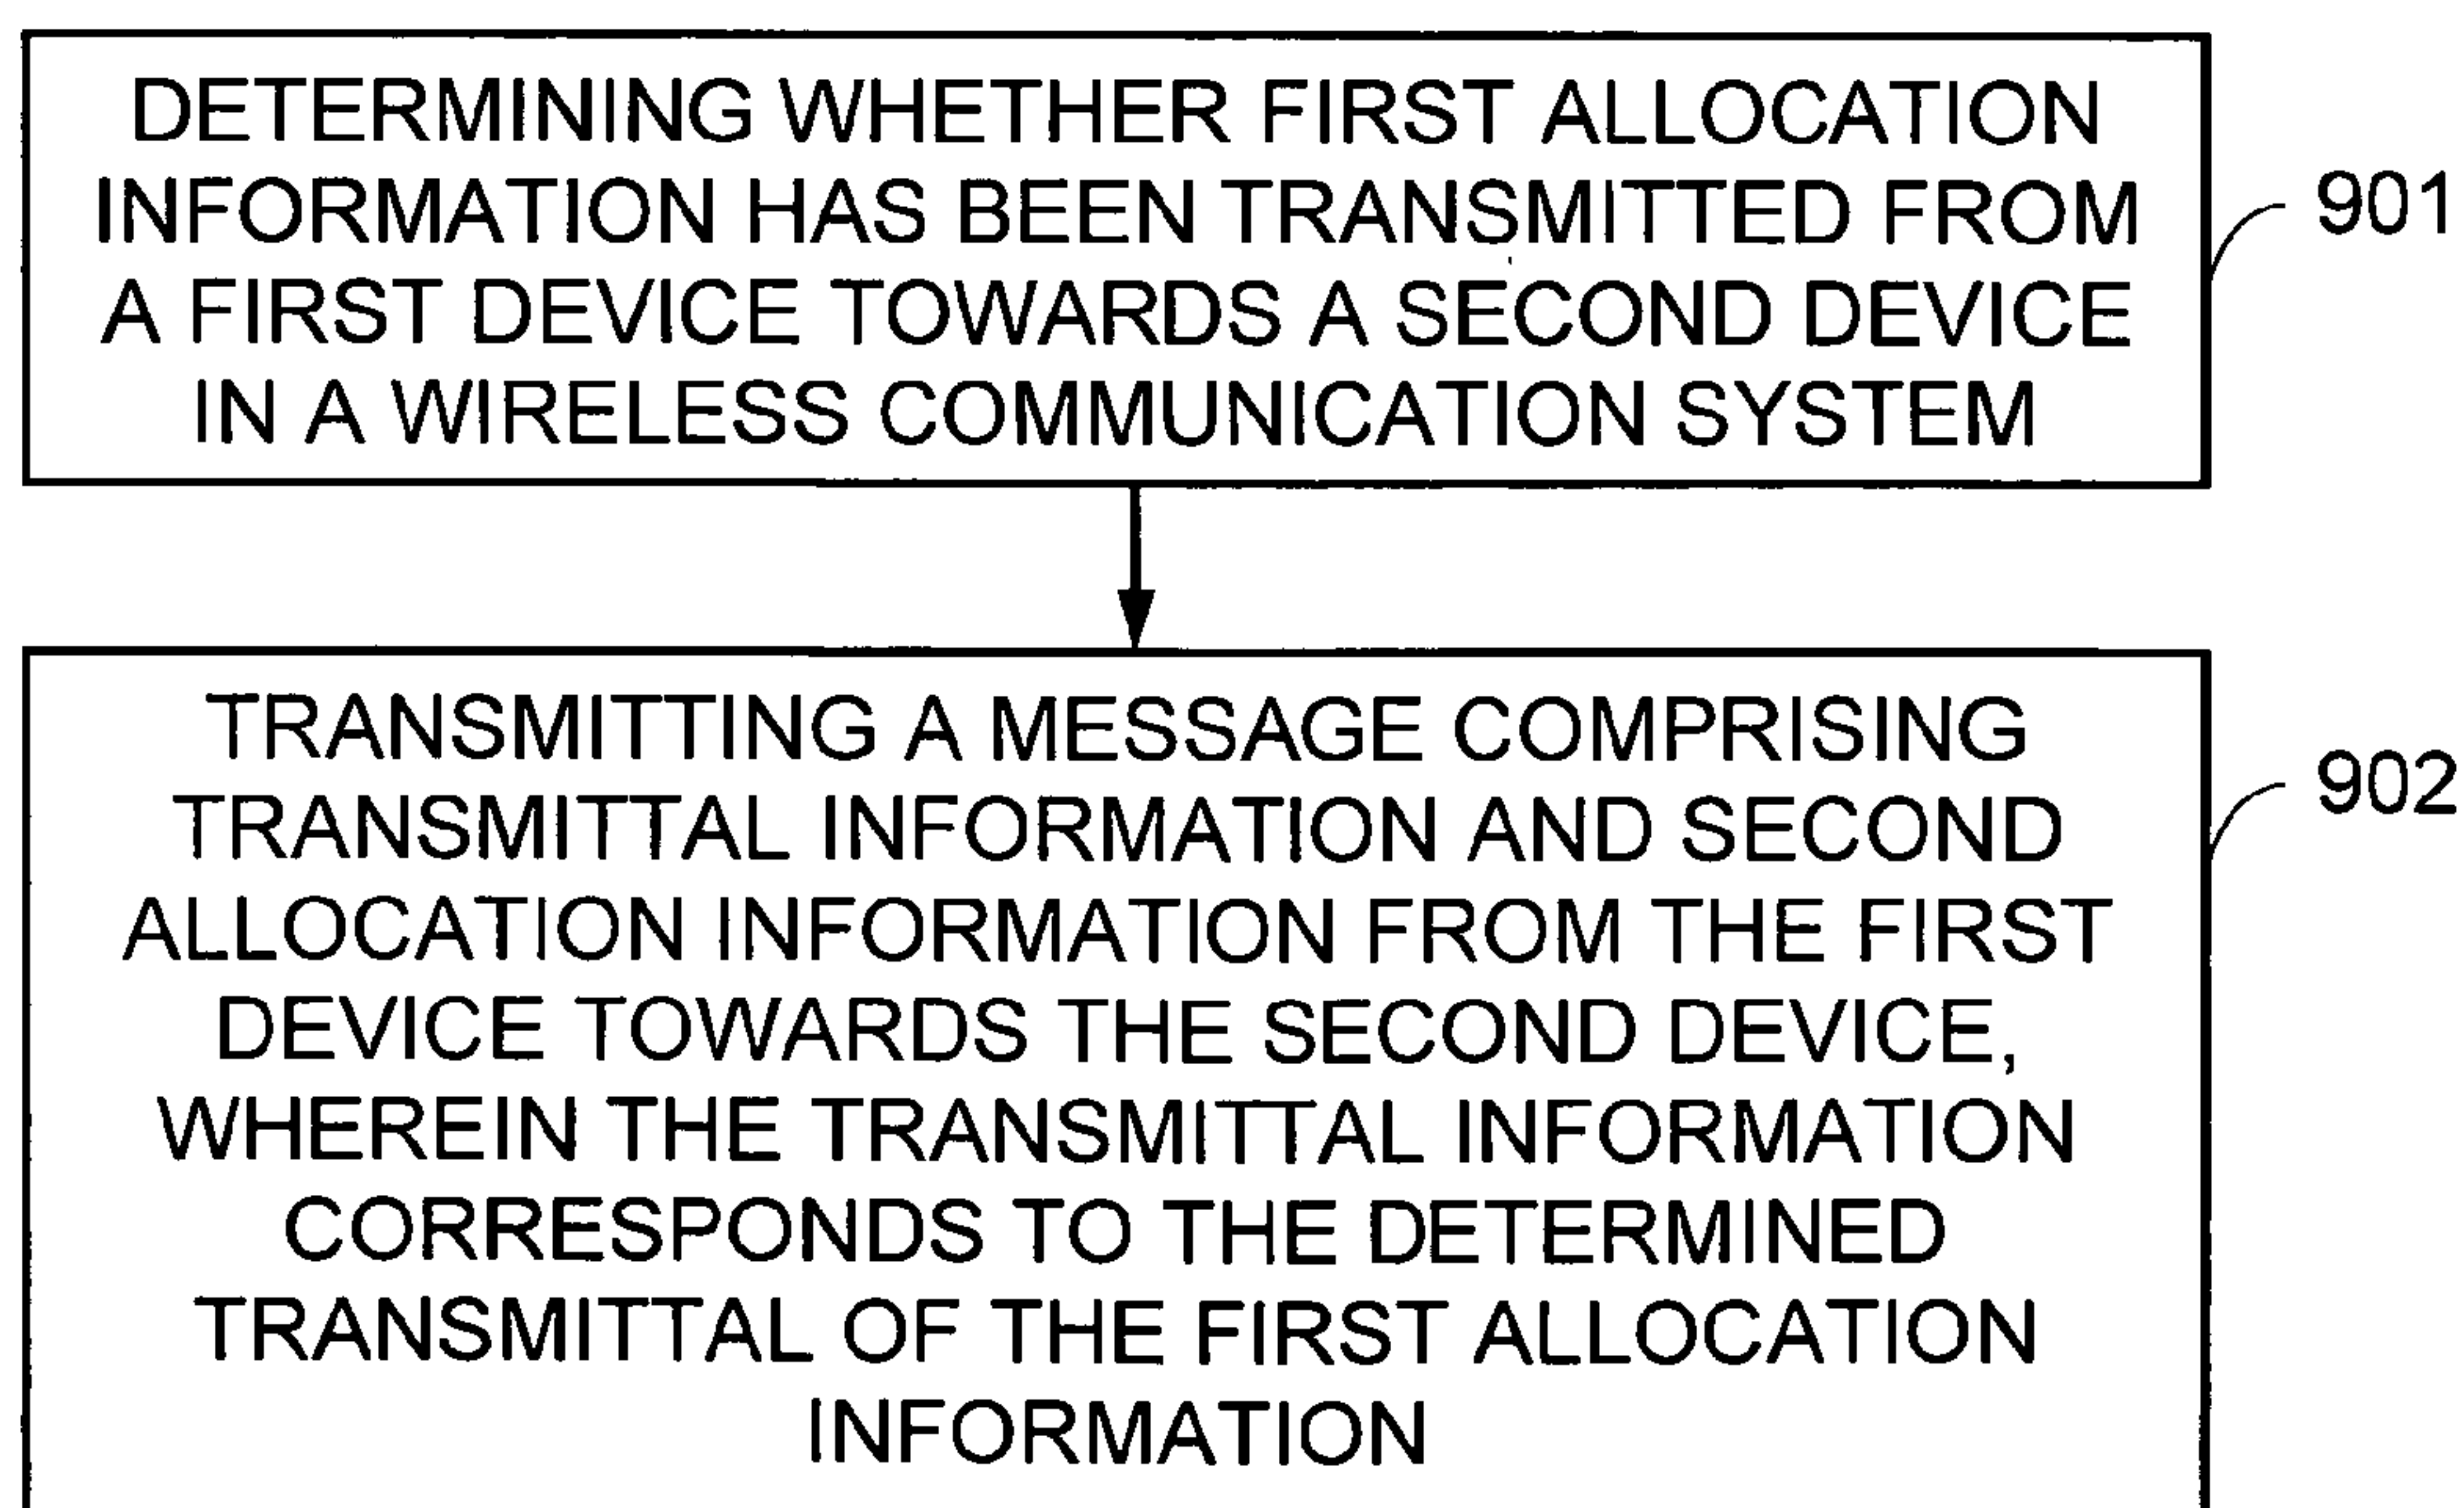 DETERMINING WHETHER FIRST ALLOCATION
INFORMATION HAS BEEN TRANSMITTED FROM
A FIRST DEVICE TOWARDS A SECOND DEVICE
IN A WIRELESS COMMUNICATION SYSTEM
901
TRANSMITTING A MESSAGE COMPRISING
TRANSMITTAL INFORMATION AND SECOND
ALLOCATION INFORMATION FROM THE FIRST
DEVICE TOWARDS THE SECOND DEVICE,
WHEREIN THE TRANSMITTAL INFORMATION
CORRESPONDS TO THE DETERMINED
TRANSMITTAL OF THE FIRST ALLOCATION
INFORMATION
902